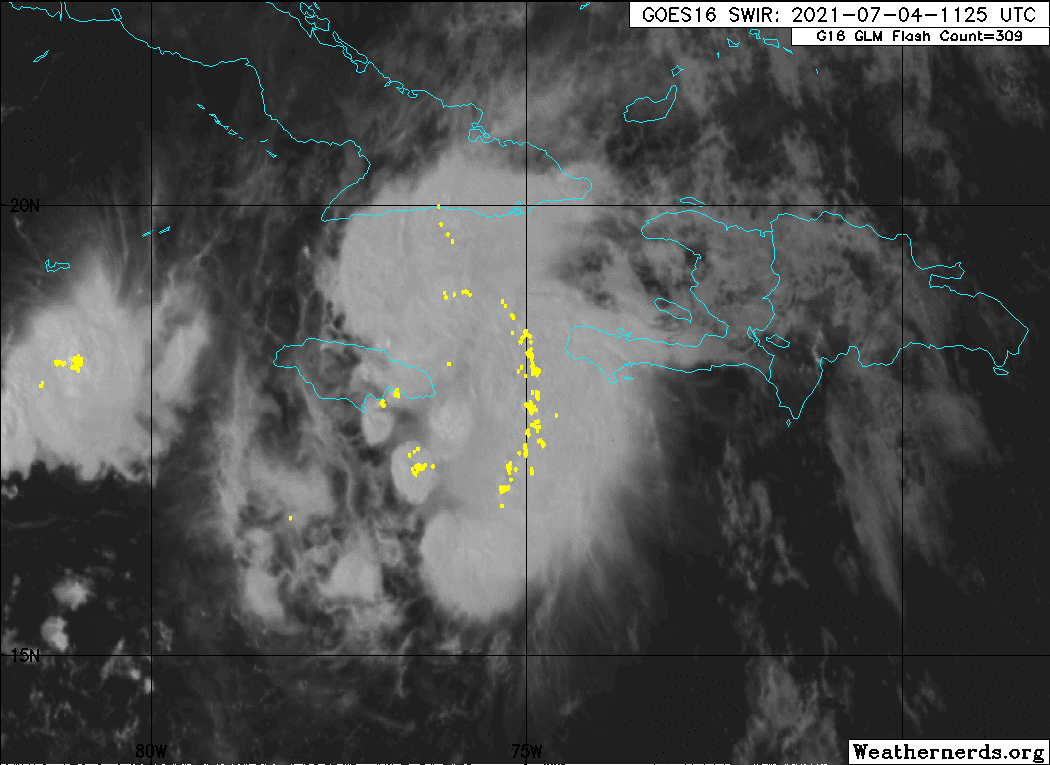 GOES16 SWIR: 2021-07-04-1125 UTC
G16 GLM Flash Count=309
20N
15N
80W 75W
Weathernerds.org